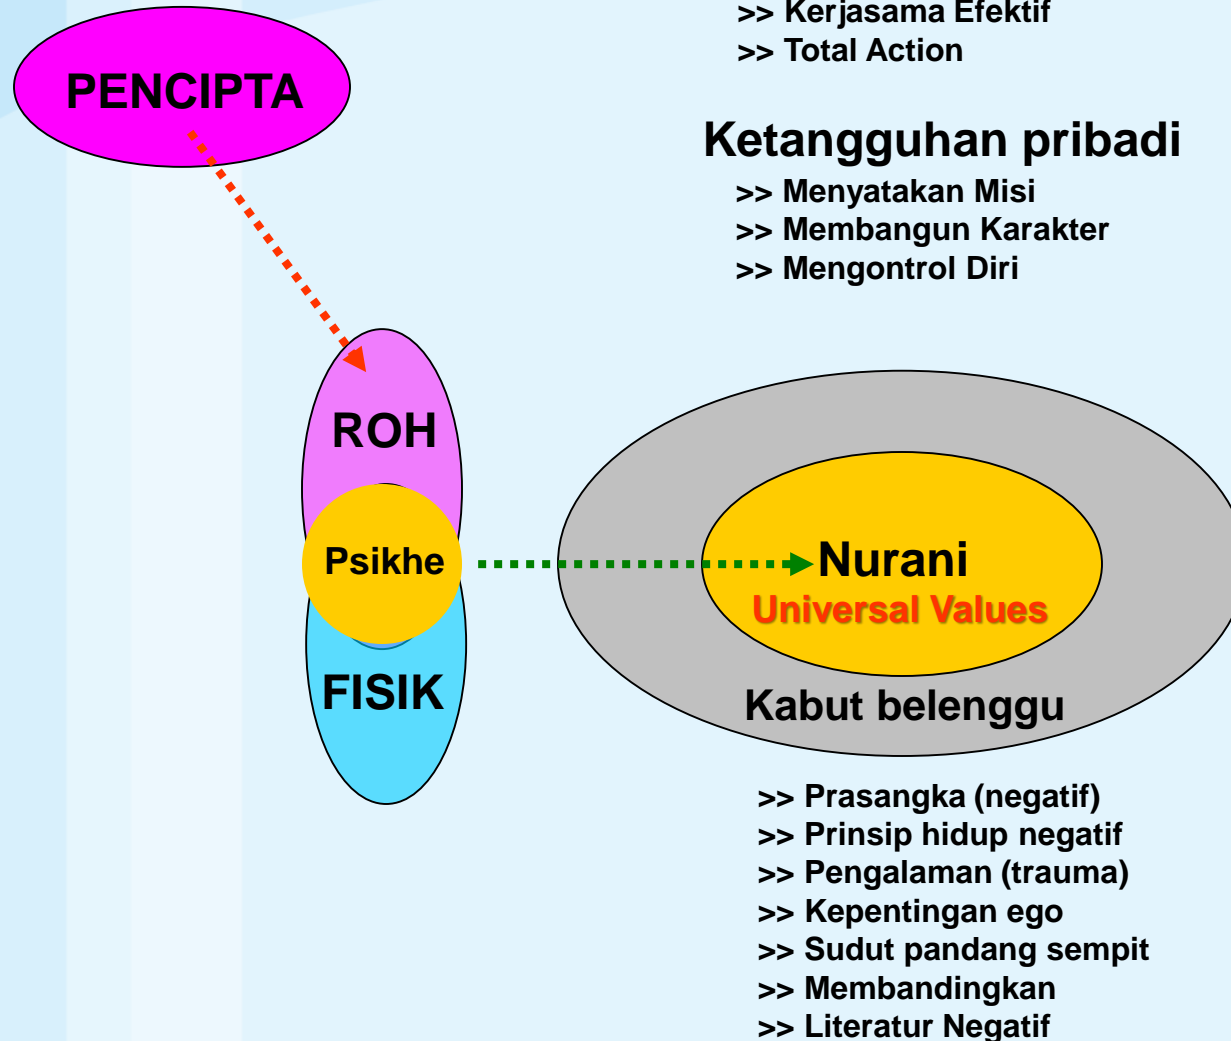 >> Kerjasama Efektif
>> Total Action
PENCIPTA
Ketangguhan pribadi
>> Menyatakan Misi
>> Membangun Karakter
>> Mengontrol Diri
ROH
Psikhe
FISIK
Nurani
Universal Values
Kabut belenggu
>> Prasangka (negatif)
>> Prinsip hidup negatif
>> Pengalaman (trauma)
>> Kepentingan ego
>> Sudut pandang sempit
>> Membandingkan
>> Literatur Negatif